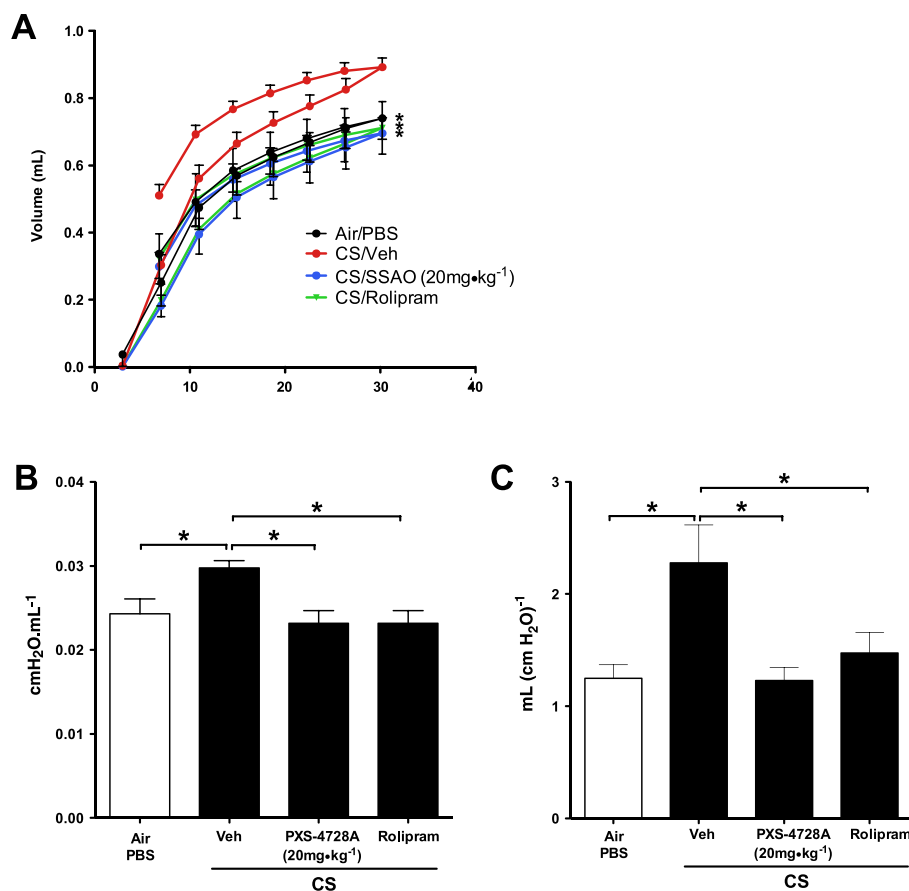 A
1.0
0.8
0.6
0.4
0.2
0.0
Volume (mL)
0
10
20
30
40
*
*
*
Air/PBS
CS/Veh
CS/SSAO (20mg•kg-1)
CS/Rolipram
B
0.04
0.03
0.02
0.01
0.00
cmH2O.mL-1
*
*
*
Air
PBS
Veh
PXS-4728A
(20mg•kg-1)
Rolipram
CS
C
3
2
1
0
mL (cm H2O)-1
*
*
*
Air
PBS
Veh
PXS-4728A
(20mg•kg-1)
Rolipram
CS